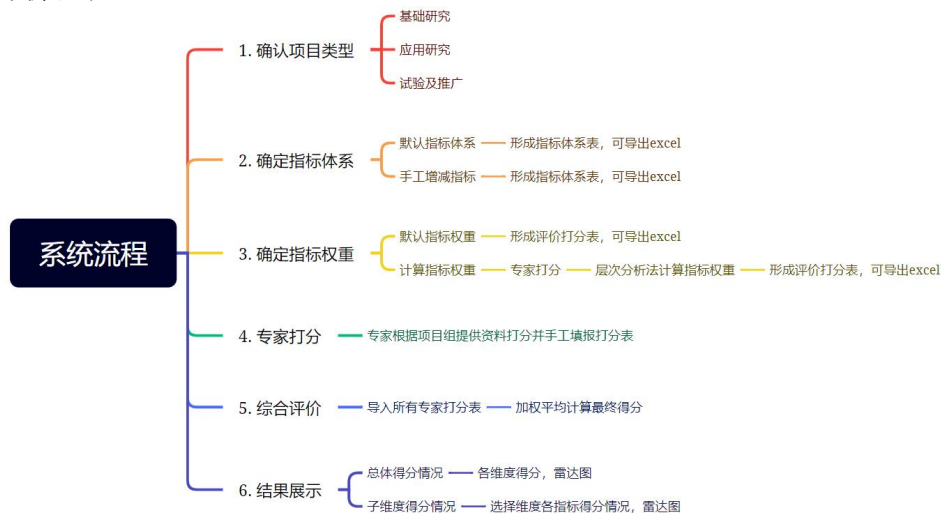 系统流程
1. 确认项目类型
基础研究
应用研究
试验及推广
2. 确定指标体系
默认指标体系
形成指标体系表，可导出excel
手工增减指标
形成指标体系表，可导出excel
3. 确定指标权重
默认指标权重
形成评价打分表，可导出excel
计算指标权重
专家打分
层次分析法计算指标权重
形成评价打分表，可导出excel
4. 专家打分
专家根据项目组提供资料打分并手工填报打分表
5. 综合评价
导入所有专家打分表
加权平均计算最终得分
6. 结果展示
总体得分情况
各维度得分，雷达图
子维度得分情况
选择维度各指标得分情况，雷达图